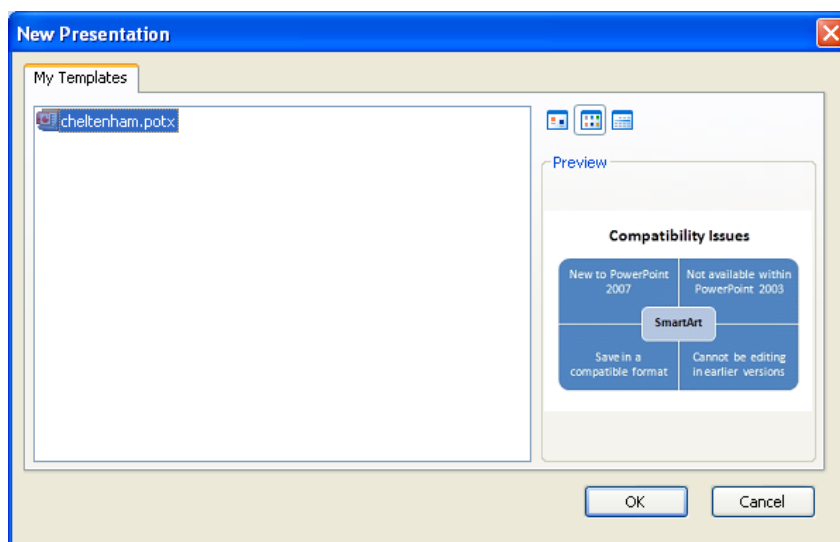 New Presentation
My Templates
cheltenham.potx
Preview
Compatibility Issues
New to PowerPoint
2007
Not available within
PowerPoint 2003
SmartArt
Save in a
compatible format
Cannot be editing
in earlier versions
OK
Cancel